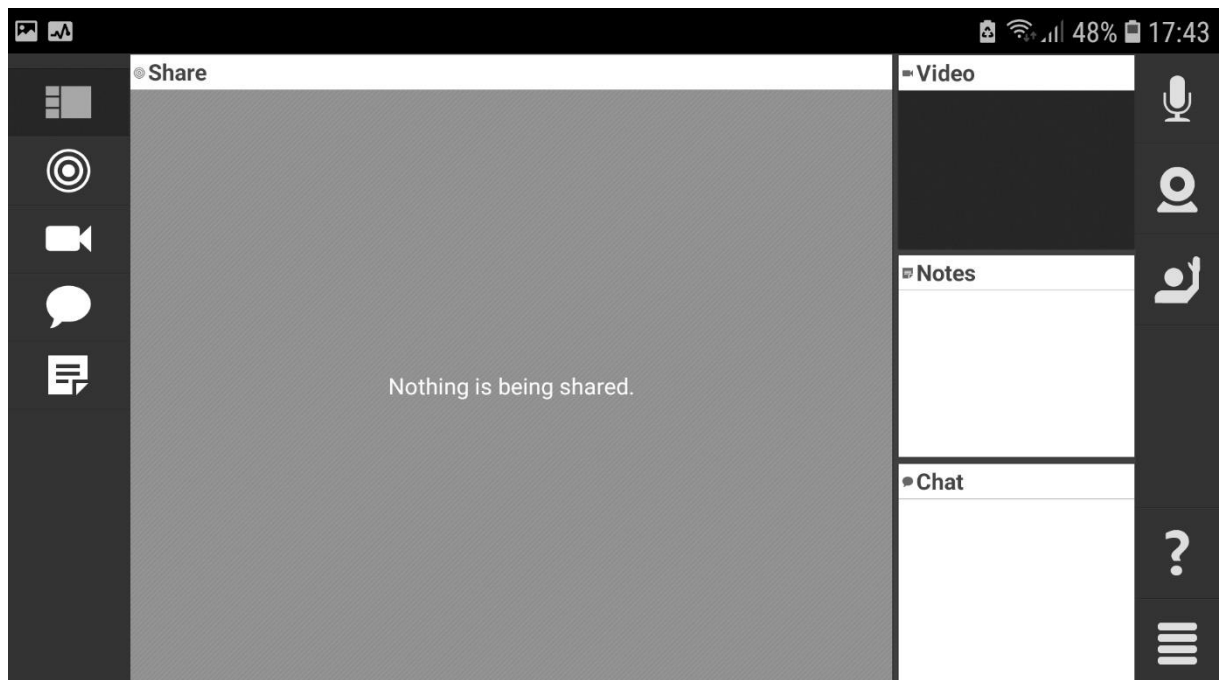 48% 17:43
Share
Video
Notes
Nothing is being shared.
Chat
?